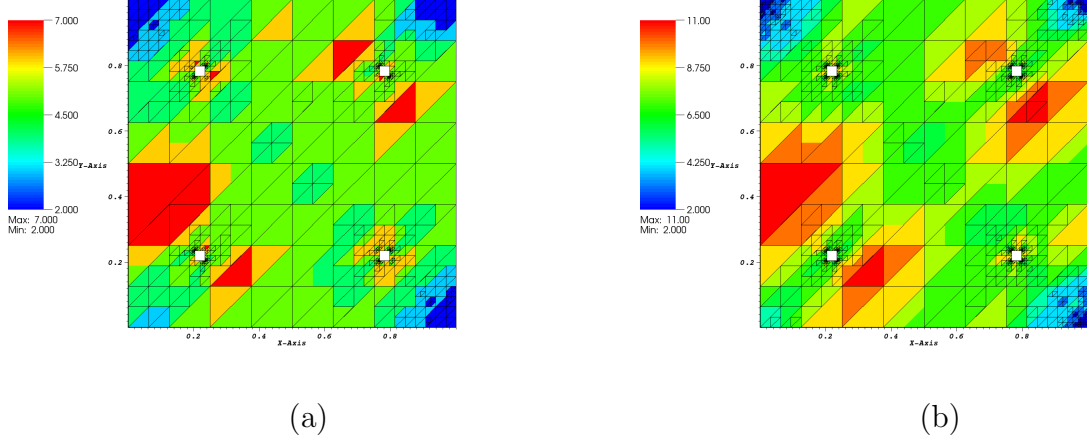 7.000
5.750
4.500
3.250
2.000
Max: 7.000
Min: 2.000
Y-Axis
0.8
0.6
0.4
0.2
0.2 0.4 0.6 0.8
X-Axis
(a)
11.00
8.750
6.500
4.250
2.000
Max: 11.00
Min: 2.000
Y-Axis
0.8
0.6
0.4
0.2
0.2 0.4 0.6 0.8
X-Axis
(b)